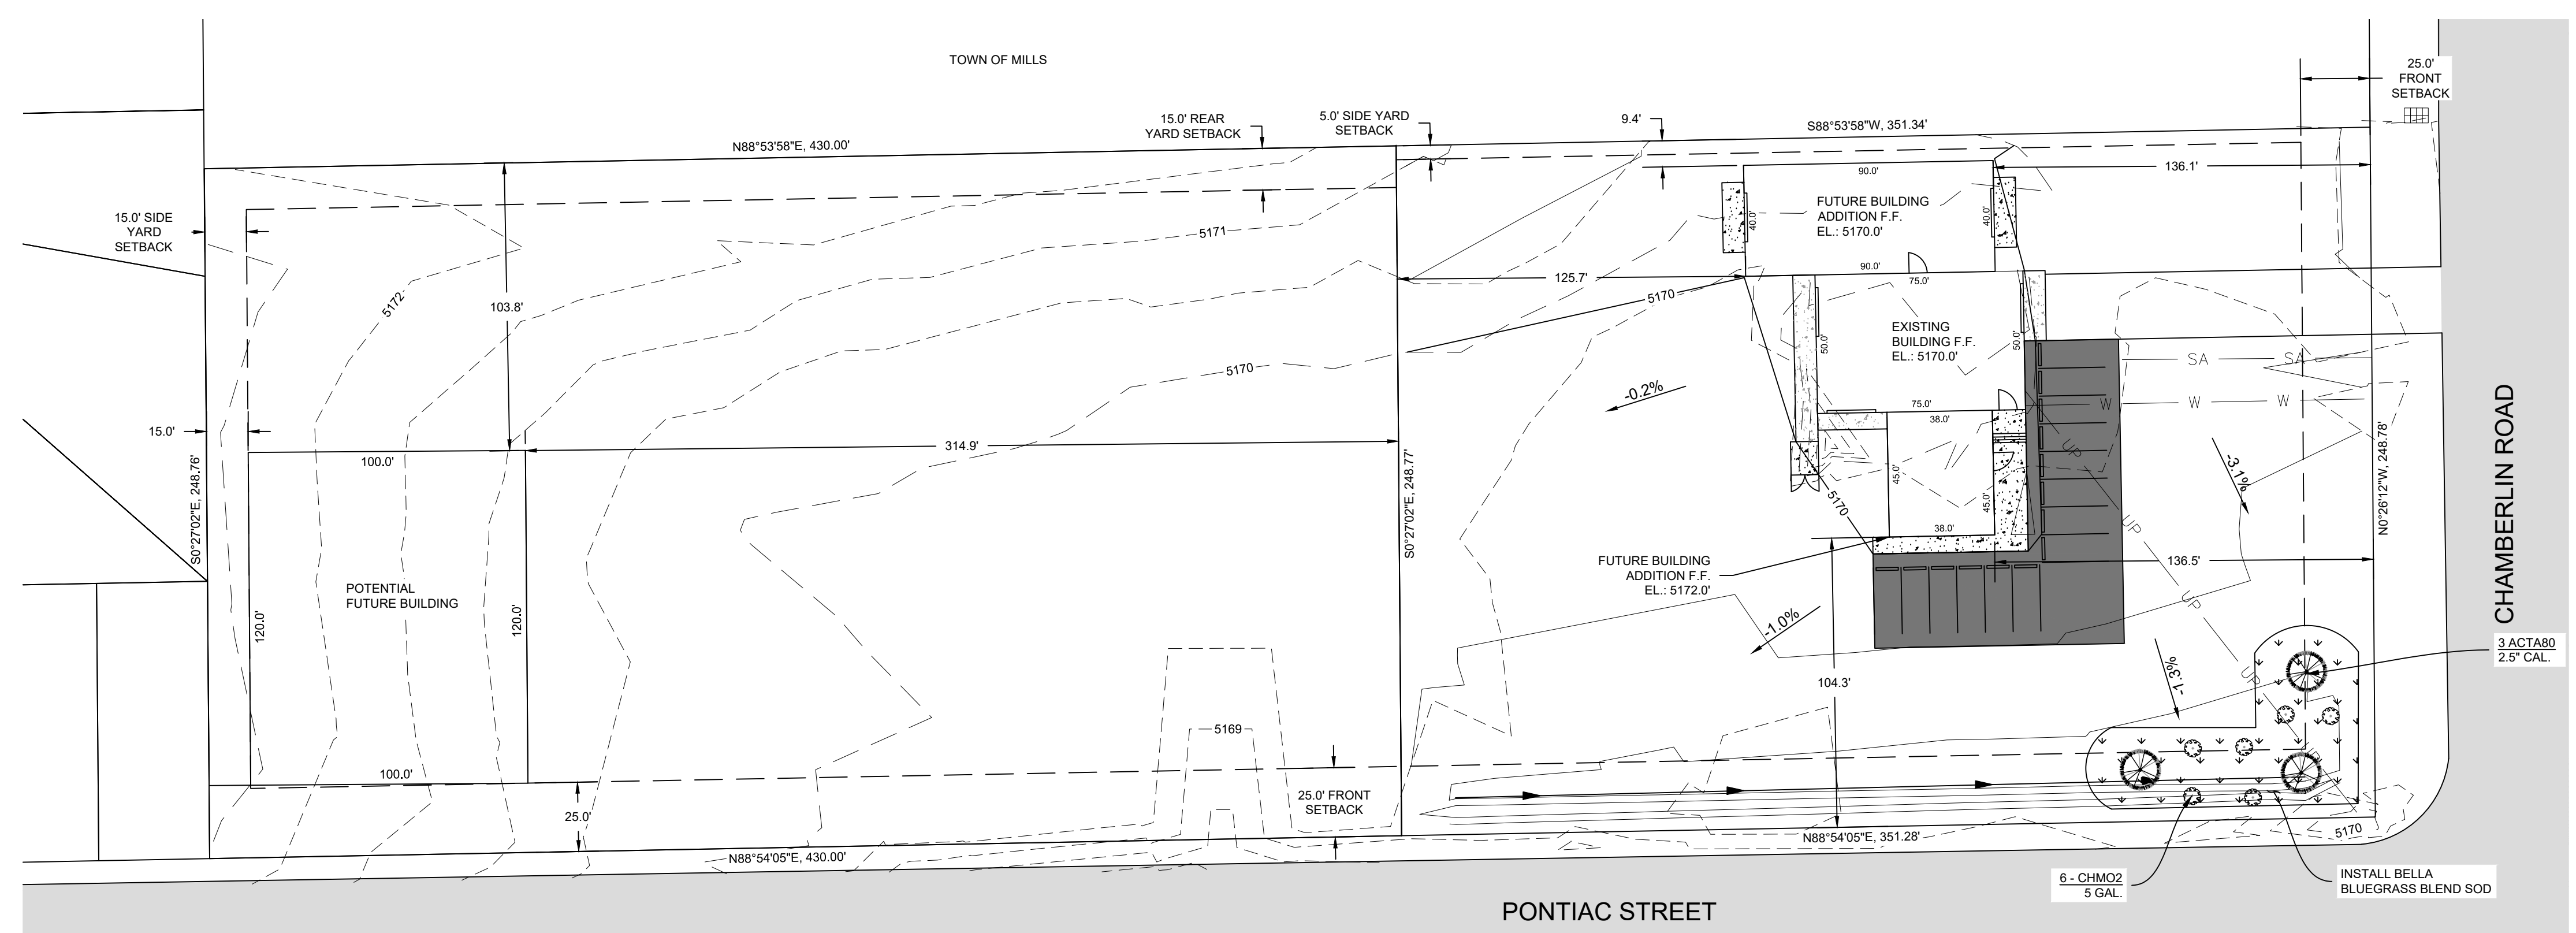 TOWN OF MILLS
25.0'
FRONT
SETBACK
15.0' REAR
YARD SETBACK
5.0' SIDE YARD
SETBACK
9.4'
S88°53'58"W, 351.34'
N88°53'58"E, 430.00'
136.1'
90.0'
15.0' SIDE
YARD
SETBACK
FUTURE BUILDING
ADDITION F.F.
EL.: 5170.0'
40.0'
40.0'
5171
5172
103.8'
125.7'
90.0'
75.0'
5170
EXISTING
BUILDING F.F.
EL.: 5170.0'
50.0'
50.0'
SA
SA
5170
-0.2%
W
W
W
75.0'
38.0'
15.0'
314.9'
100.0'
S0°27'02"E, 248.76'
S0°27'02"E, 248.77'
N0°26'12"W, 248.78'
CHAMBERLIN ROAD
UP
-3.1%
45.0'
45.0'
5170
UP
38.0'
136.5'
FUTURE BUILDING
ADDITION F.F.
EL.: 5172.0'
POTENTIAL
FUTURE BUILDING
120.0'
120.0'
UP
-1.0%
3 ACTA80
2.5" CAL.
104.3'
-1.3%
UP
5169
UP
100.0'
25.0'
25.0' FRONT
SETBACK
N88°54'05"E, 351.28'
5170
N88°54'05"E, 430.00'
6 - CHMO2
5 GAL.
INSTALL BELLA
BLUEGRASS BLEND SOD
PONTIAC STREET